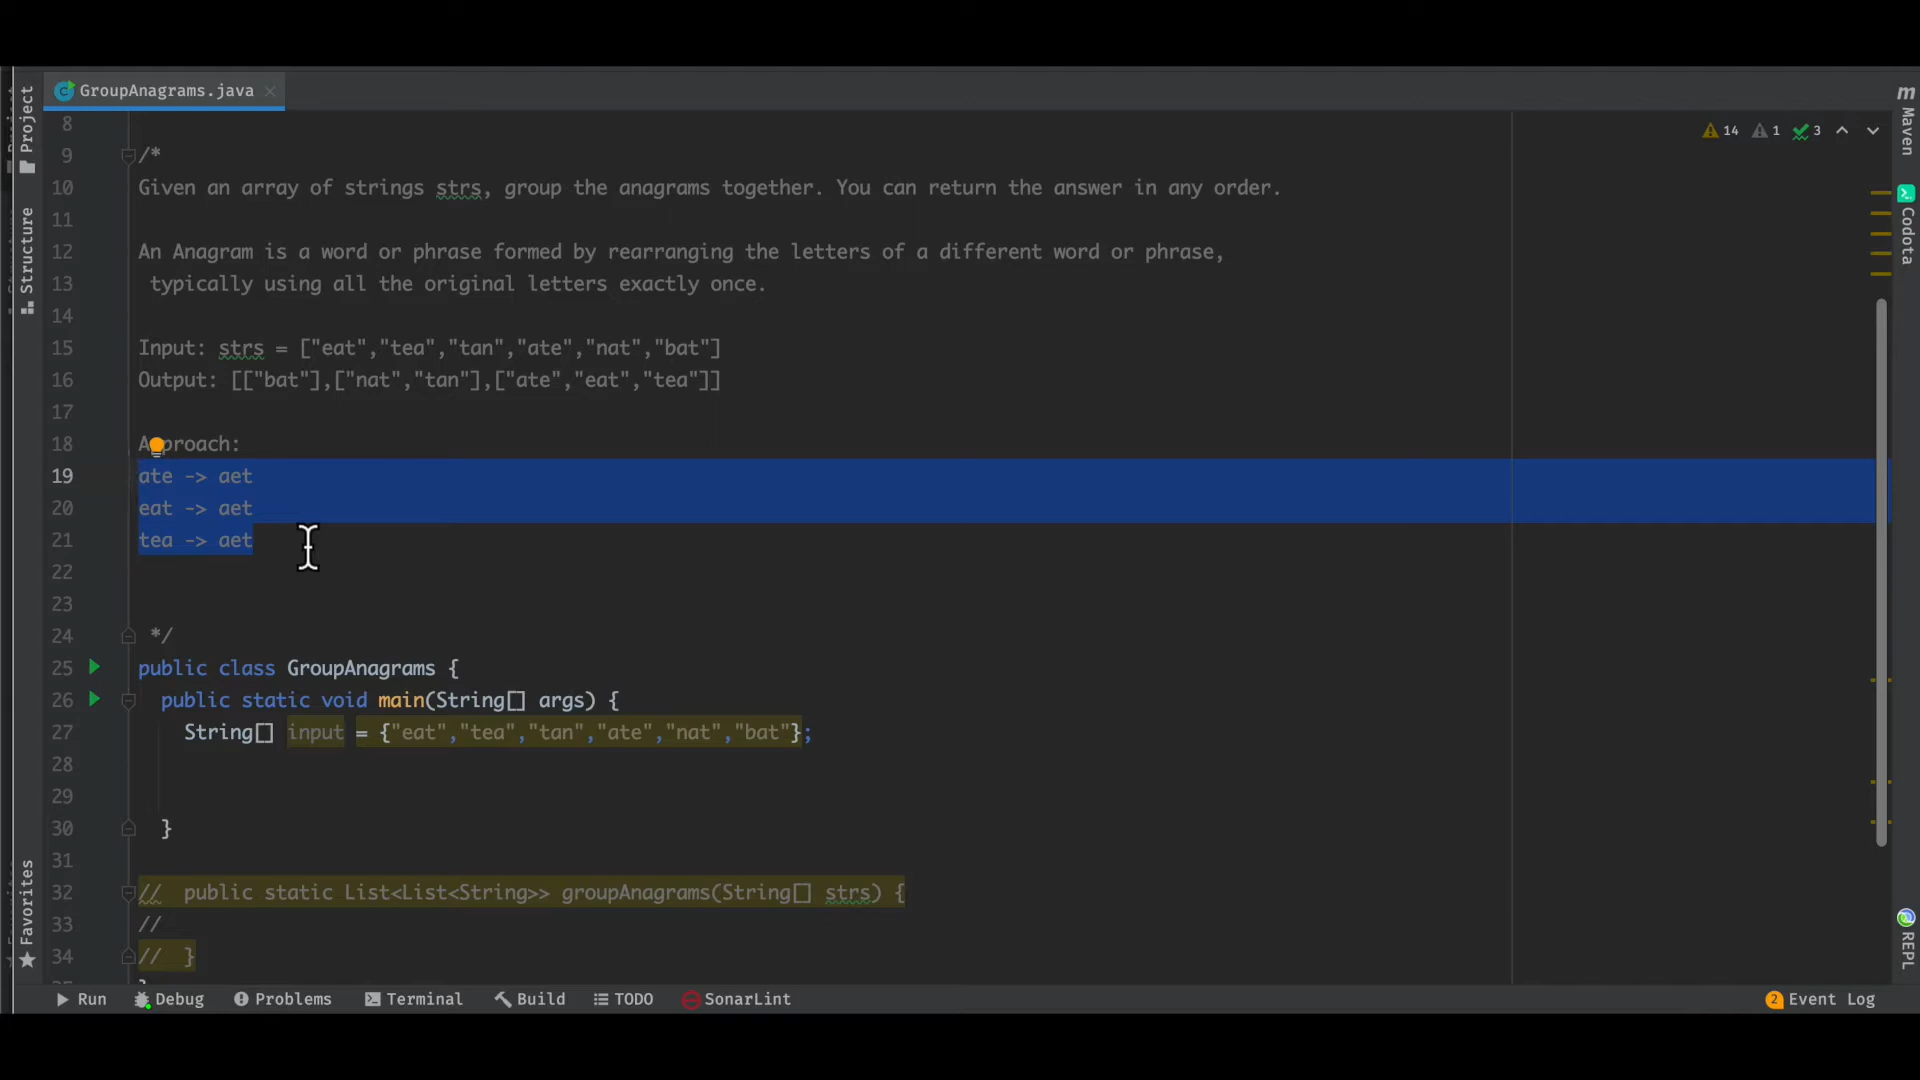 GroupAnagrams.java
Project
Structure
Favorites
m
Maven
Codota
REPL
14 1 3
8
9 /*
10 Given an array of strings strs, group the anagrams together. You can return the answer in any order.
11
12 An Anagram is a word or phrase formed by rearranging the letters of a different word or phrase,
13 typically using all the original letters exactly once.
14
15 Input: strs = ["eat","tea","tan","ate","nat","bat"]
16 Output: [["bat"],["nat","tan"],["ate","eat","tea"]]
17
18 Approach:
19 ate -> aet
20 eat -> aet
21 tea -> aet
22
23
24 */
25 public class GroupAnagrams {
26 public static void main(String[] args) {
27 String[] input = {"eat","tea","tan","ate","nat","bat"};
28
29
30 }
31
32 // public static List<List<String>> groupAnagrams(String[] strs) {
33 //
34 // }
Run Debug Problems Terminal Build TODO SonarLint 2 Event Log